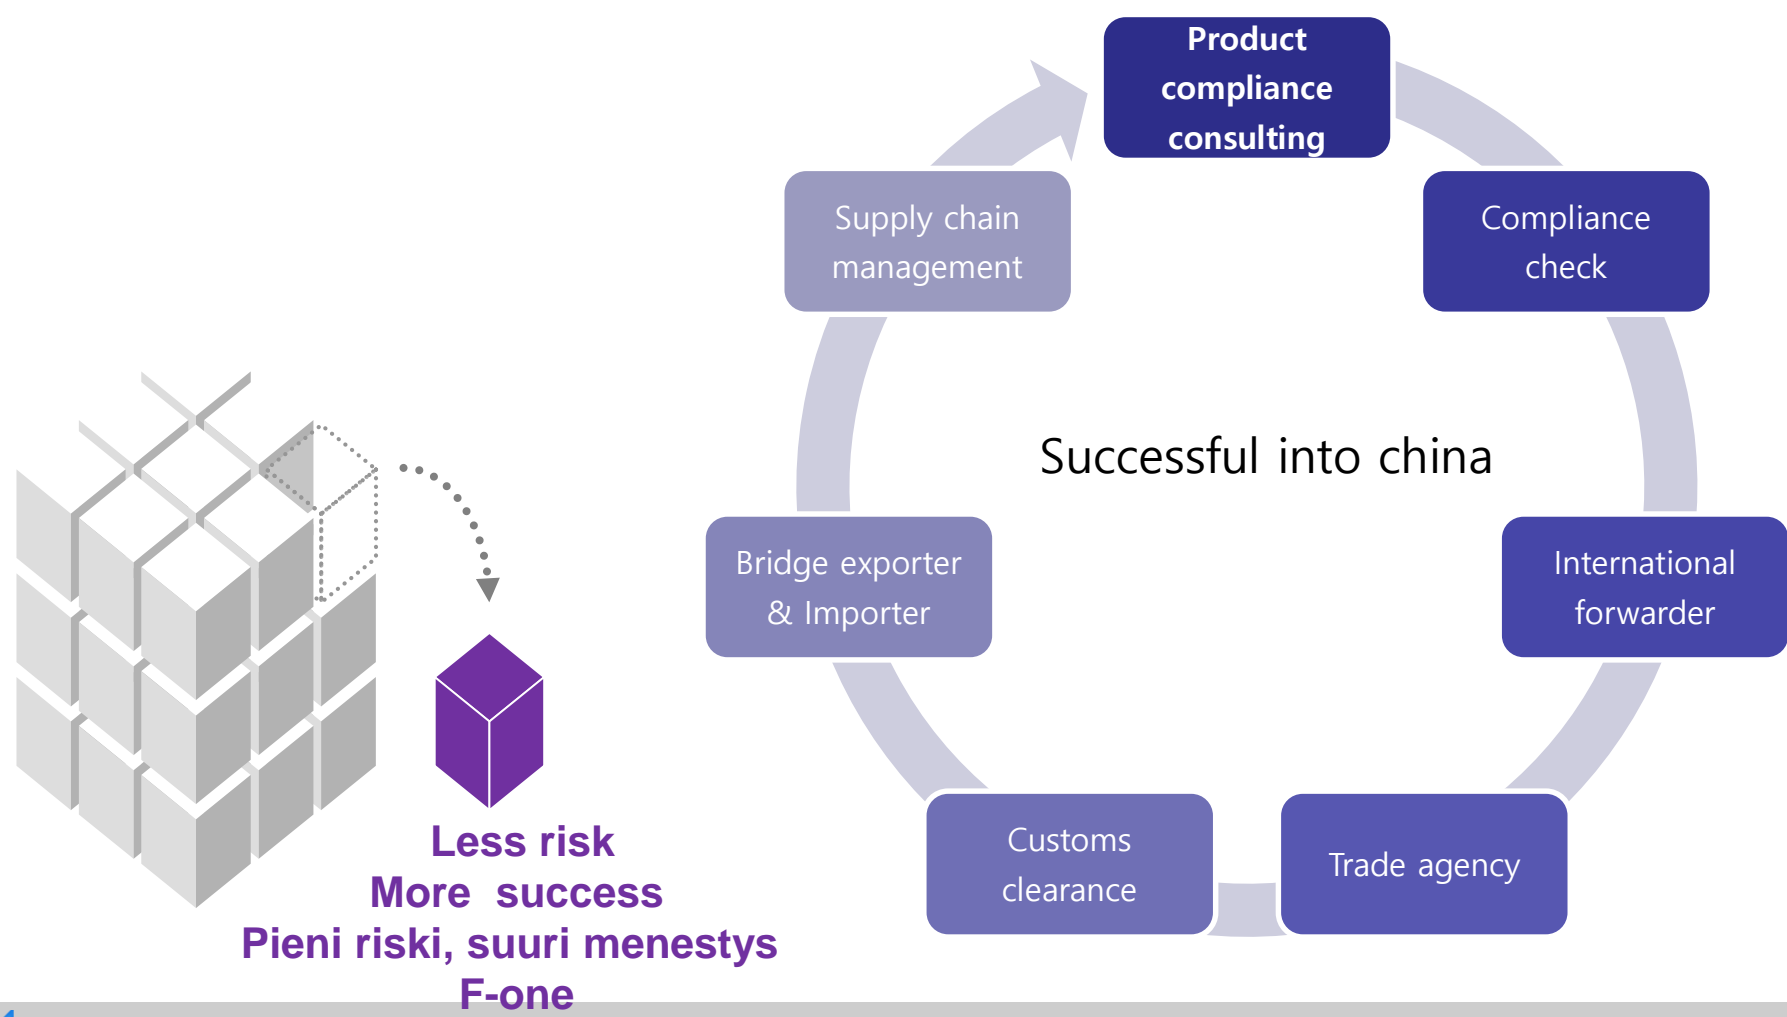 Product
compliance
consulting
Compliance
check
International
forwarder
Trade agency
Customs
clearance
Bridge exporter
& Importer
Supply chain
management
Successful into china
Less risk
More  success
Pieni riski, suuri menestys
F-one